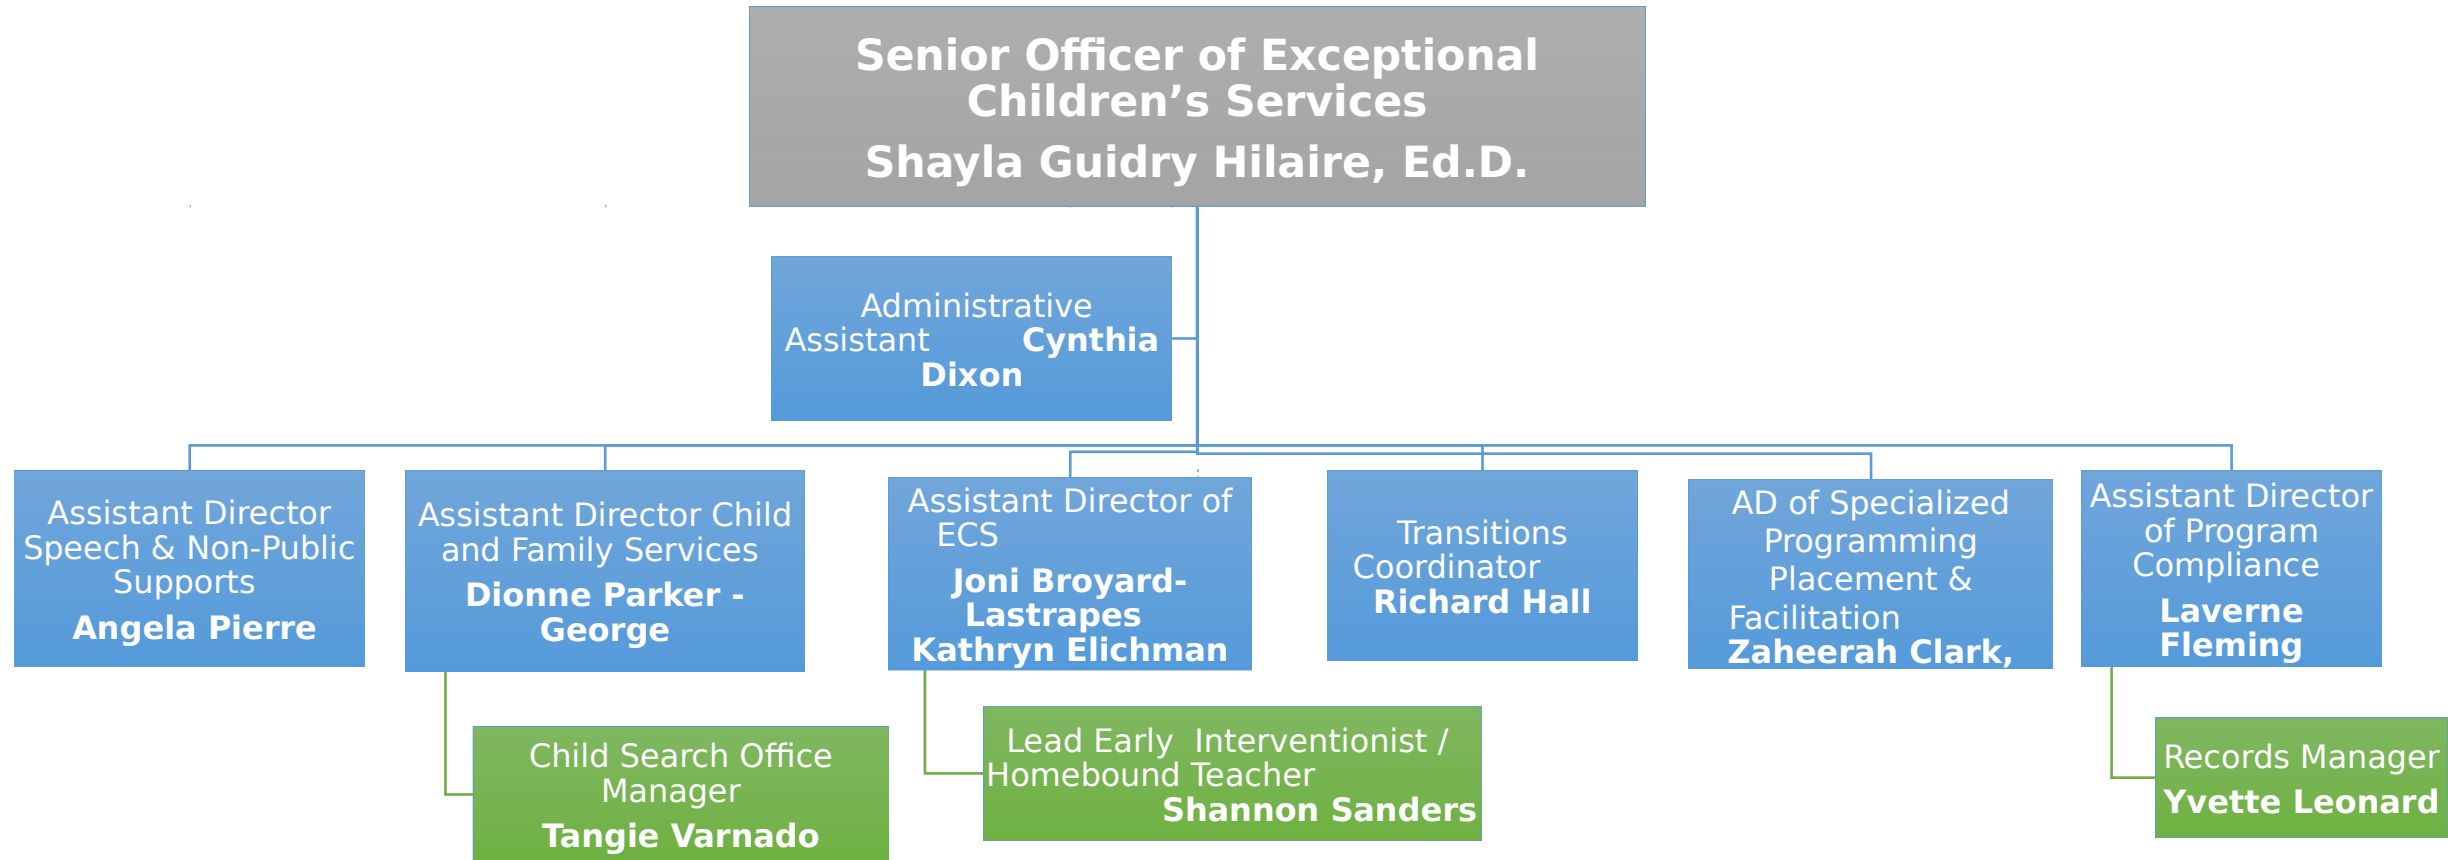 Senior Officer of Exceptional
Children’s Services
Shayla Guidry Hilaire, Ed.D.
Administrative
Assistant Cynthia
Dixon
Assistant Director
Speech & Non-Public
Supports
Angela Pierre
Assistant Director Child
and Family Services
Dionne Parker -
George
Assistant Director of
ECS
Joni Broyard-
Lastrapes
Kathryn Elichman
Transitions
Coordinator
Richard Hall
AD of Specialized
Programming
Placement &
Facilitation
Zaheerah Clark,
Assistant Director
of Program
Compliance
Laverne
Fleming
Child Search Office
Manager
Tangie Varnado
Lead Early  Interventionist /
Homebound Teacher
Shannon Sanders
Records Manager
Yvette Leonard